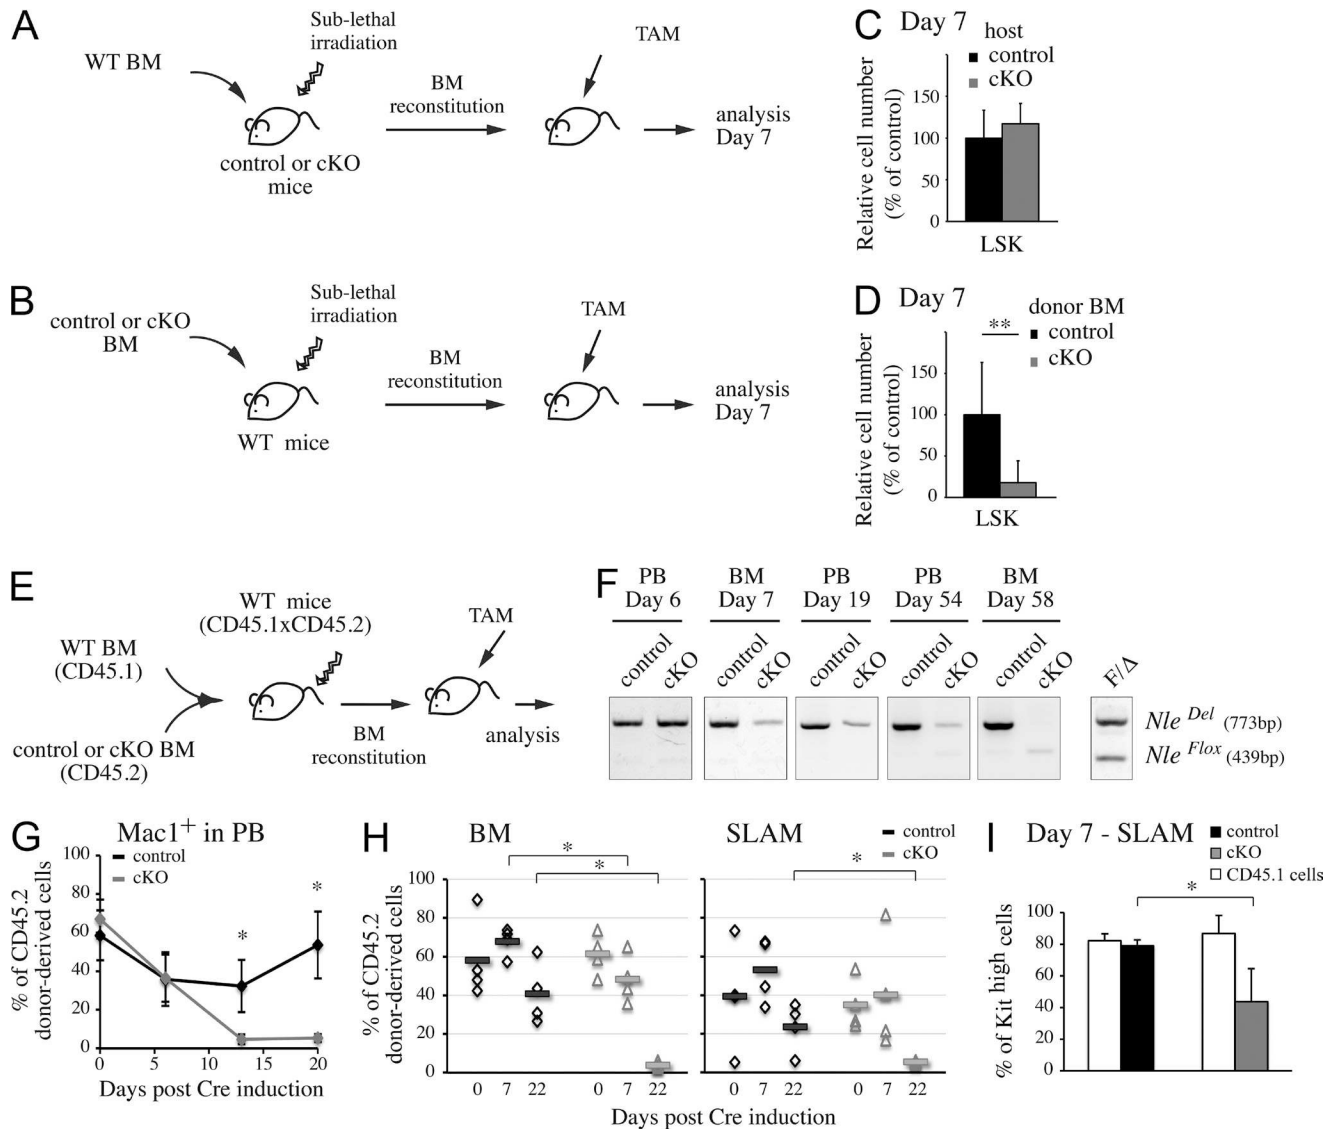 A
Sub-lethal
irradiation
TAM
WT BM
BM
reconstitution
analysis
Day 7
control or cKO
mice
C Day 7
host
control
cKO
Relative cell number
(% of control)
150
100
50
0
LSK
B
Sub-lethal
irradiation
TAM
control or cKO
BM
BM
reconstitution
analysis
Day 7
WT mice
D Day 7
donor BM
control
cKO
**
Relative cell number
(% of control)
150
100
50
0
LSK
E
WT mice
(CD45.1xCD45.2)
TAM
WT BM
(CD45.1)
control or cKO BM
(CD45.2)
BM
reconstitution
analysis
F
PB
Day 6
BM
Day 7
PB
Day 19
PB
Day 54
BM
Day 58
control cKO control cKO control cKO control cKO control cKO F/Δ
Nle Del (773bp)
Nle Flox (439bp)
G Mac1+ in PB
control
cKO
% of CD45.2
donor-derived cells
100
80
60
40
20
0
* *
0 5 10 15 20
Days post Cre induction
H BM SLAM
control
cKO
% of CD45.2
donor-derived cells
100
80
60
40
20
0
*
*
*
0 7 22 0 7 22 0 7 22 0 7 22
Days post Cre induction
I Day 7 - SLAM
control
cKO
CD45.1 cells
*
% of Kit high cells
100
80
60
40
20
0